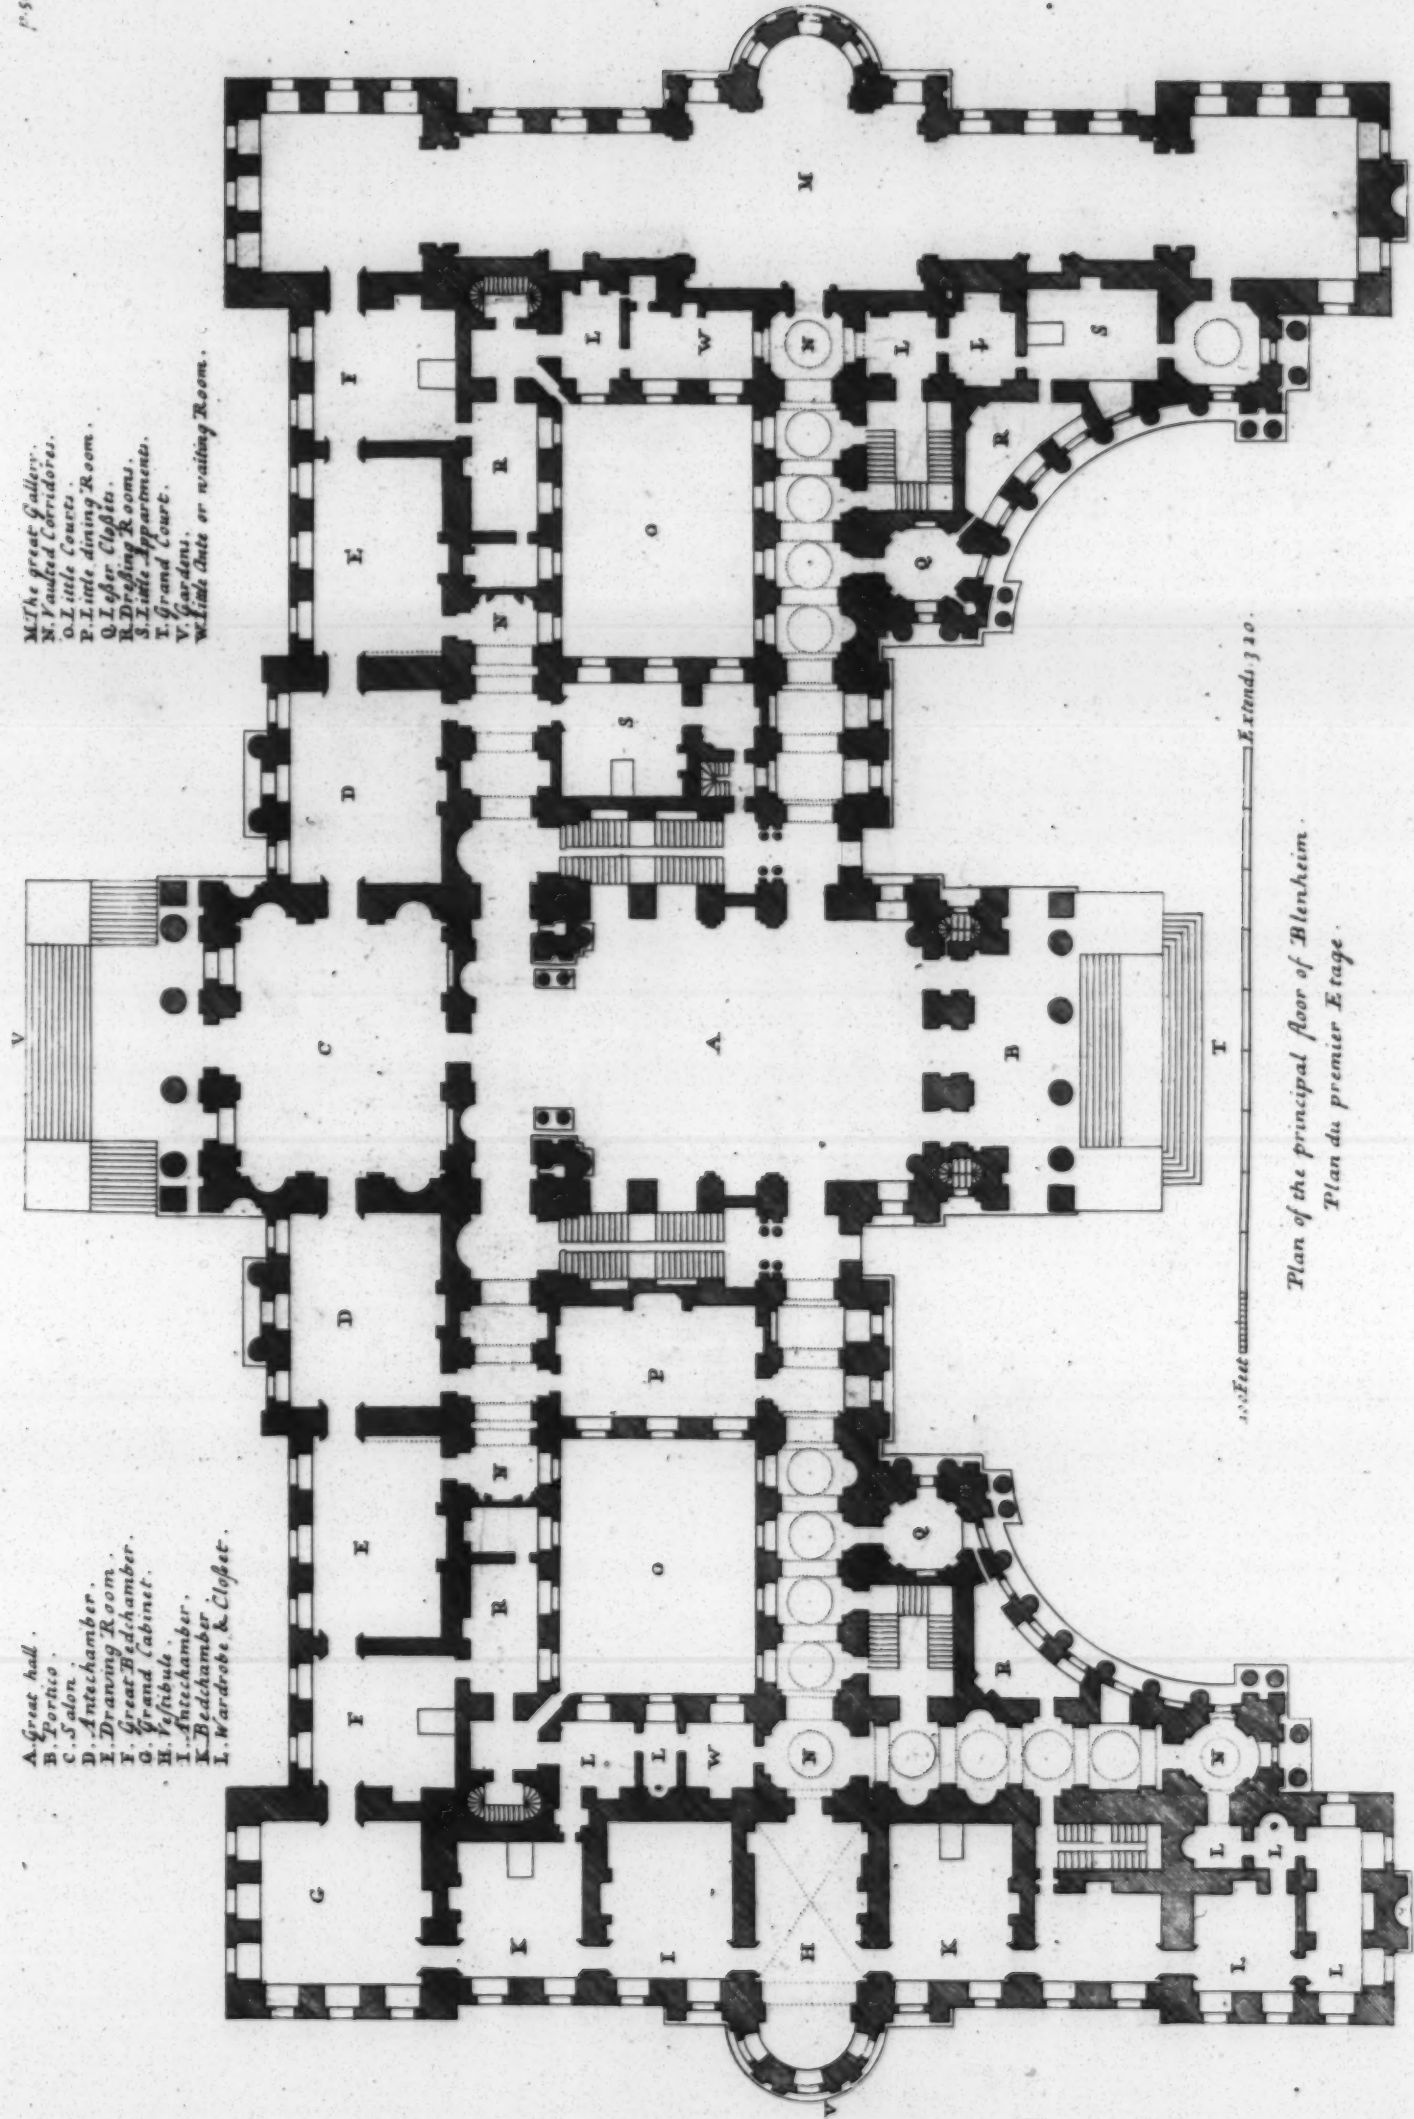 p. 5
A. Great hall.
B. Portico.
C. Salon.
D. Antechamber.
E. Drawing Room.
F. Great Bedchamber.
G. Grand Cabinet.
H. Vestibule.
I. Antechamber.
K. Bedchamber.
L. Wardrobe & Closset.
M. The great Gallery.
N. Vaulted Corridores.
O. Little Courts.
P. Little dining Room.
Q. Lesser Clossets.
R. Dressing Rooms.
S. Little Appartments.
T. Grand Court.
V. Gardens.
W. Little Ante or waiting Room.
V
C
D
D
E
E
F
F
G
K
R
N
N
R
I
L
L
W
O
P
A
S
O
L
W
M
V
H
N
N
K
R
Q
B
Q
R
L
L
S
L
L
L
L
N
T
100 Feet
Extends 320.
Plan of the principal floor of Blenheim.
Plan du premier Etage.